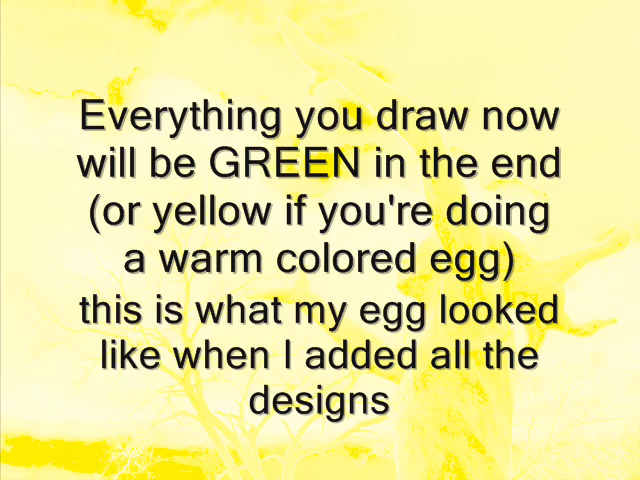 Everything you draw now
will be GREEN in the end
(or yellow if you're doing
a warm colored egg)
this is what my egg looked
like when I added all the
designs